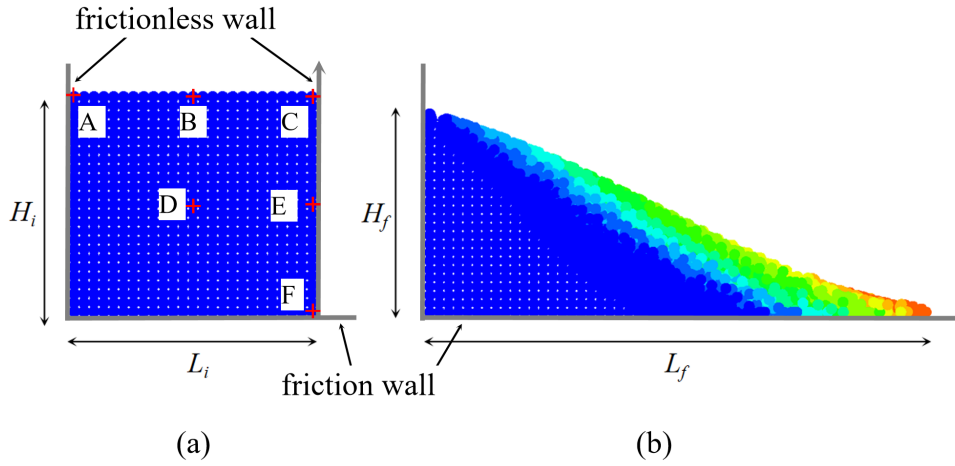 frictionless wall
A
B
C
D
E
F
H_i
L_i
H_f
L_f
friction wall
(a)
(b)